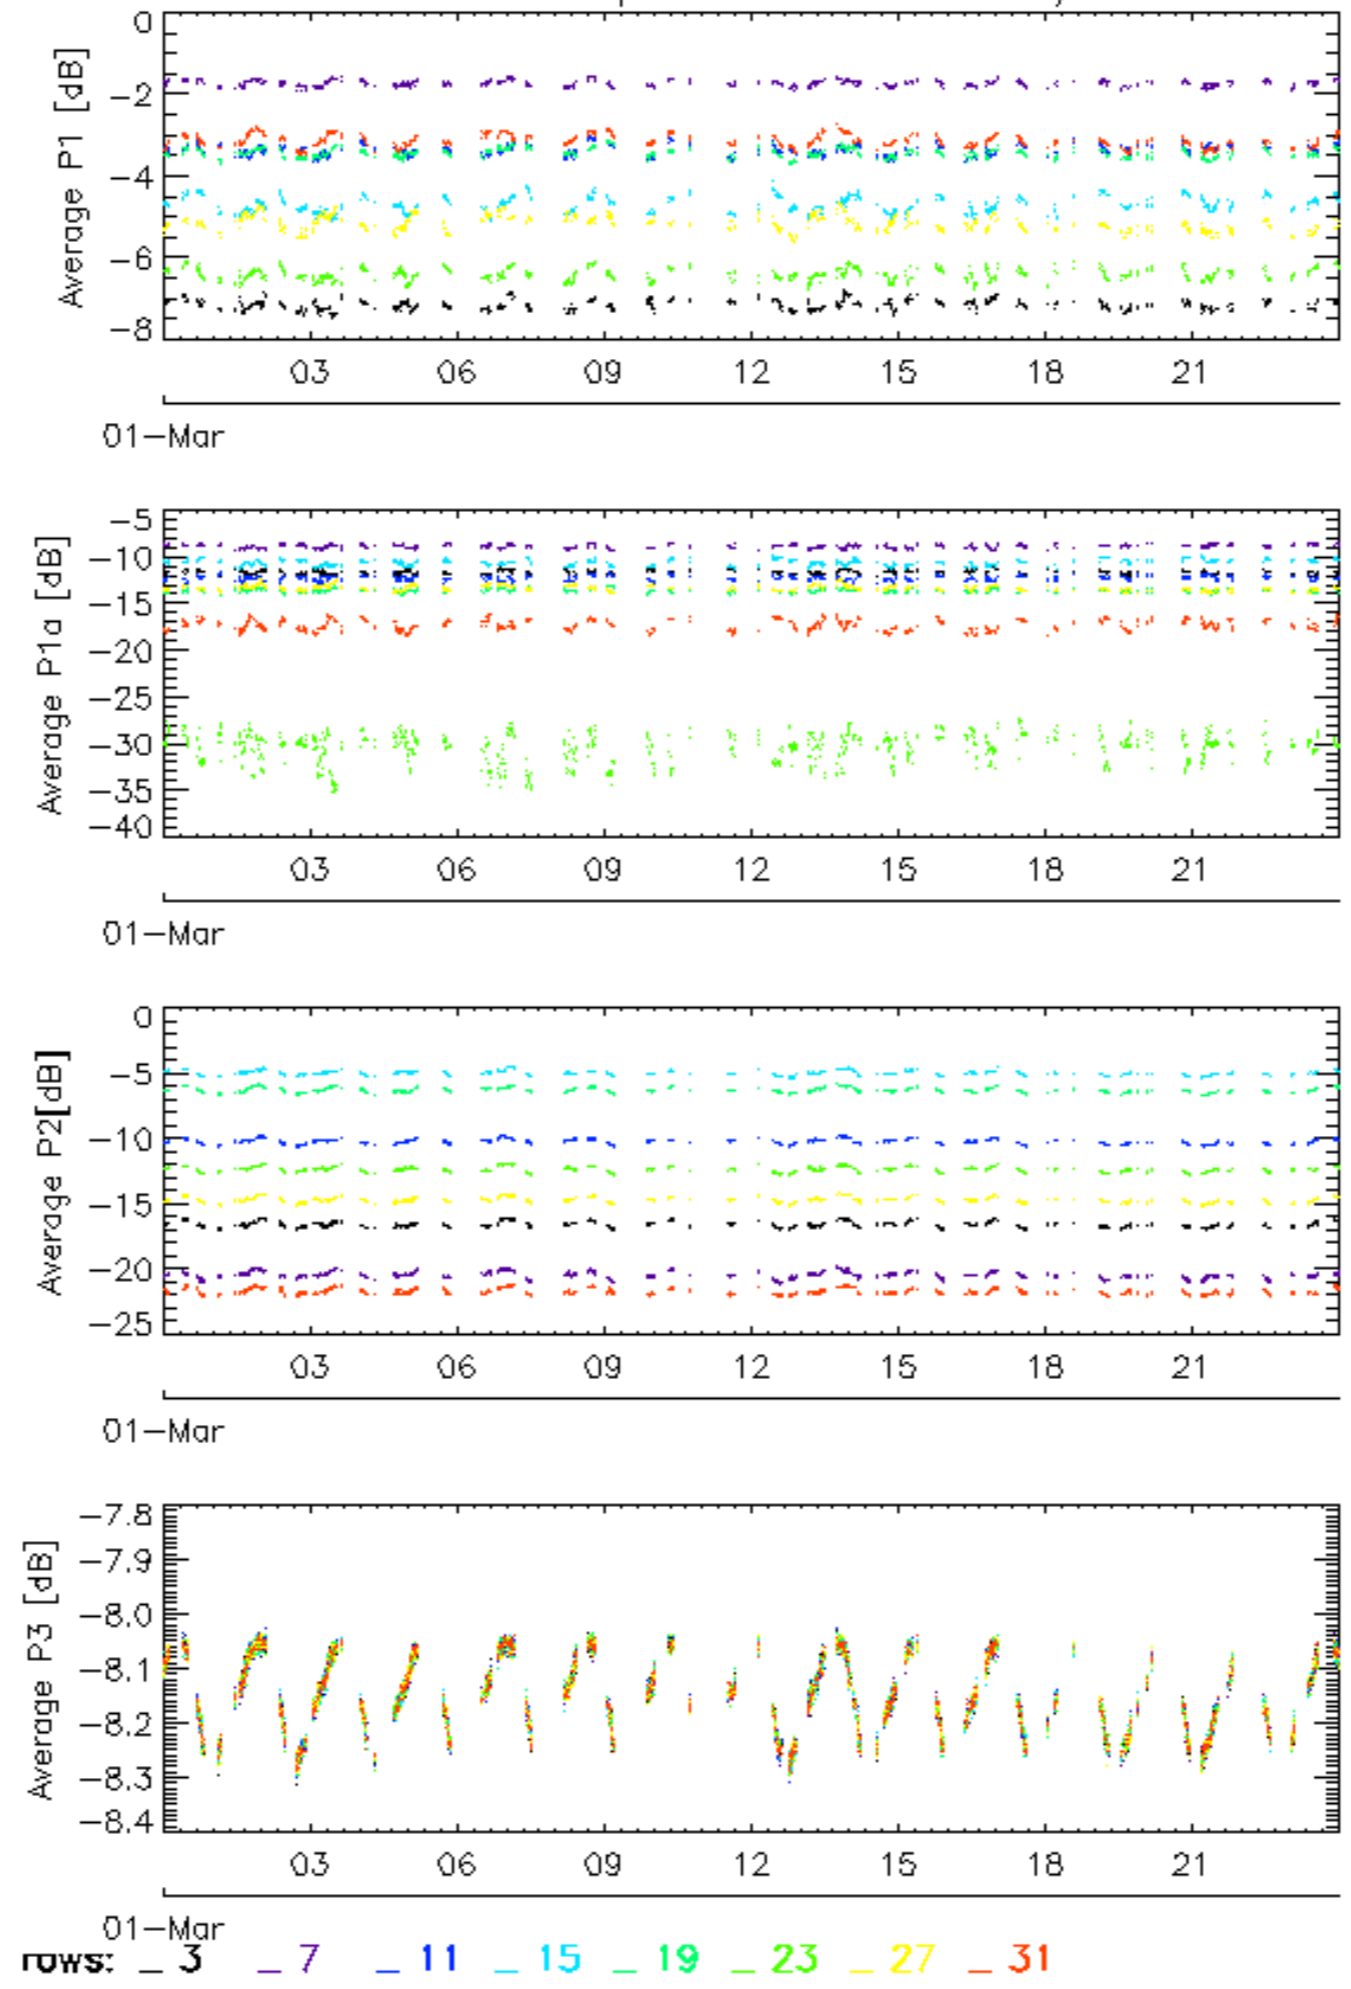 Average P1 [dB]
0
−2
−4
−6
−8
03 06 09 12 15 18 21
01−Mar
Average P1a [dB]
−5
−10
−15
−20
−25
−30
−35
−40
03 06 09 12 15 18 21
01−Mar
Average P2[dB]
0
−5
−10
−15
−20
−25
03 06 09 12 15 18 21
01−Mar
Average P3 [dB]
−7.8
−7.9
−8.0
−8.1
−8.2
−8.3
−8.4
03 06 09 12 15 18 21
01−Mar
rows: _ 3 _ 7 _ 11 _ 15 _ 19 _ 23 _ 27 _ 31